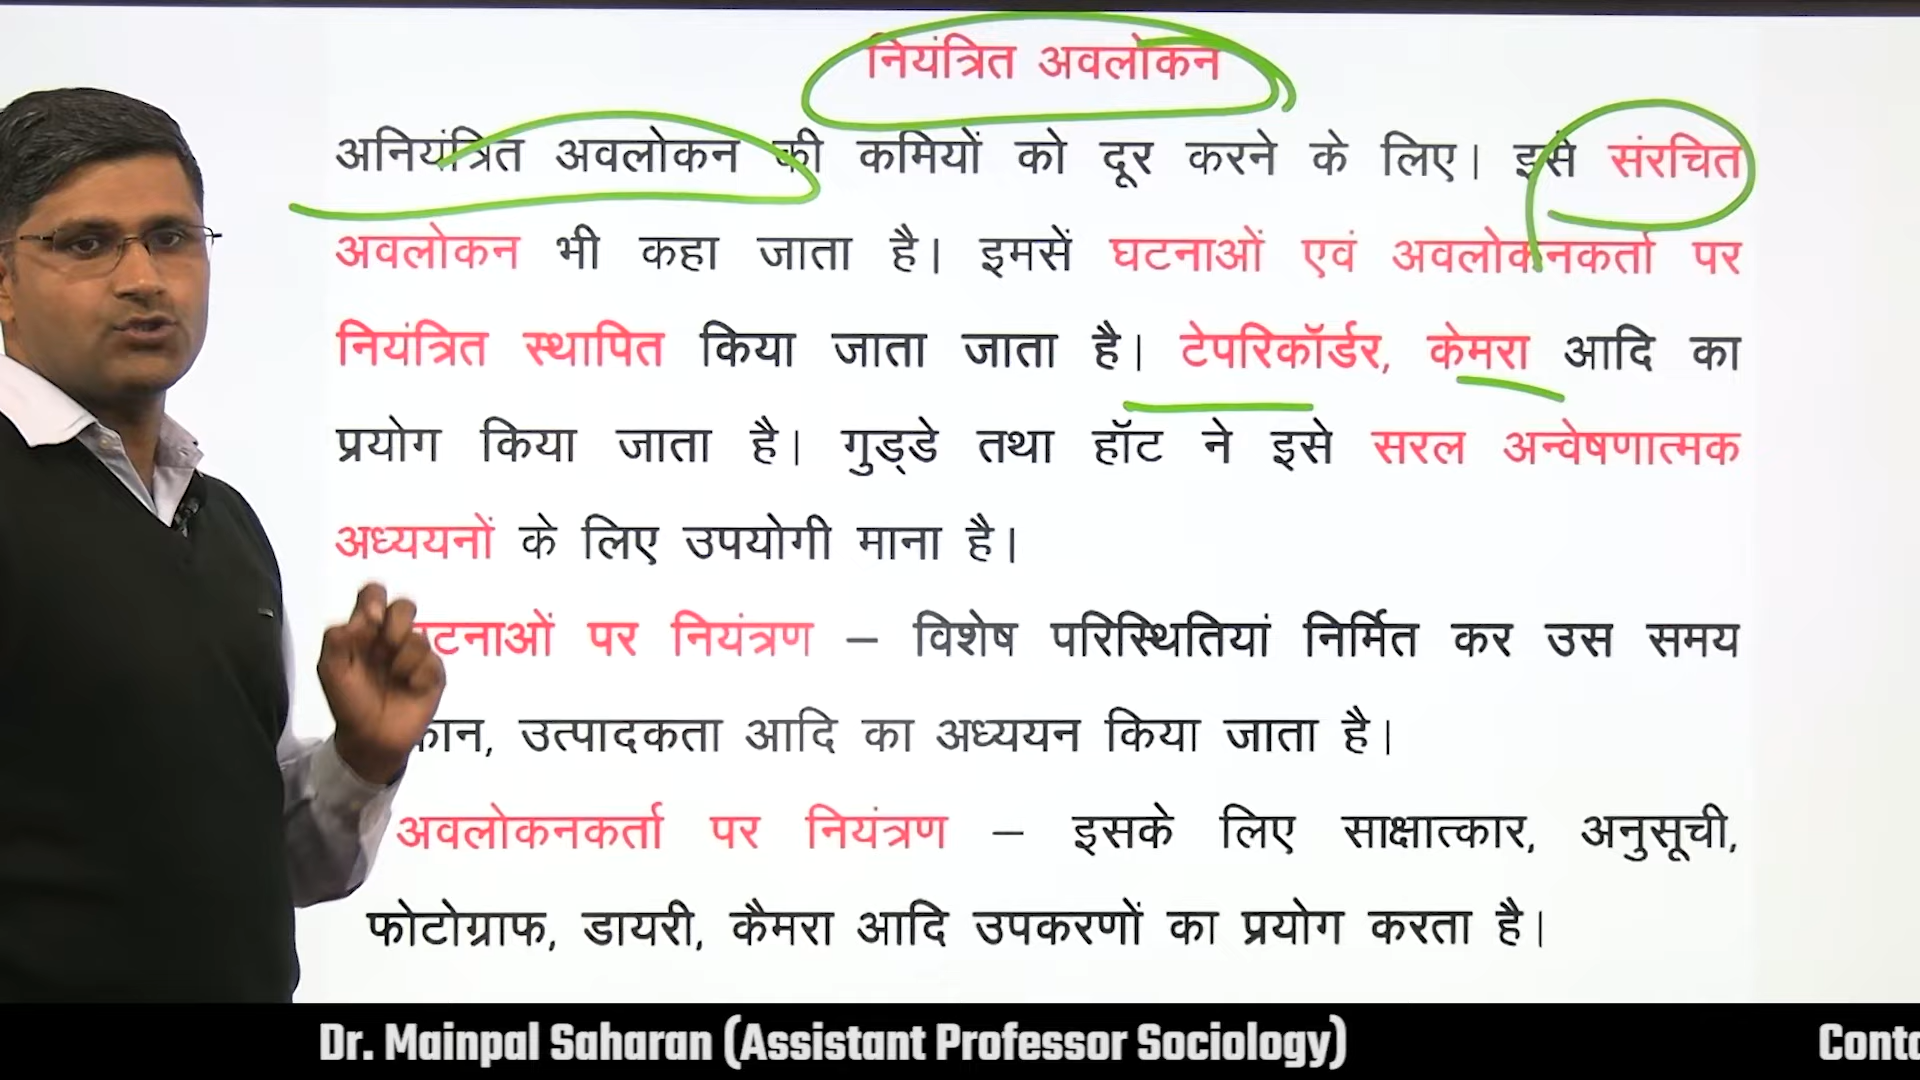 नियंत्रित अवलोकन
अनियंत्रित अवलोकन की कमियों को दूर करने के लिए। इसे संरचित
अवलोकन भी कहा जाता है। इमसें घटनाओं एवं अवलोकनकर्ता पर
नियंत्रित स्थापित किया जाता जाता है। टेपरिकॉर्डर, केमरा आदि का
प्रयोग किया जाता है। गुड्डे तथा हॉट ने इसे सरल अन्वेषणात्मक
अध्ययनों के लिए उपयोगी माना है।
पर नियंत्रण – विशेष परिस्थितियां निर्मित कर उस समय
उत्पादकता आदि का अध्ययन किया जाता है।
अवलोकनकर्ता पर नियंत्रण – इसके लिए साक्षात्कार, अनुसूची,
फोटोग्राफ, डायरी, कैमरा आदि उपकरणों का प्रयोग करता है।
Dr. Mainpal Saharan (Assistant Professor Sociology)